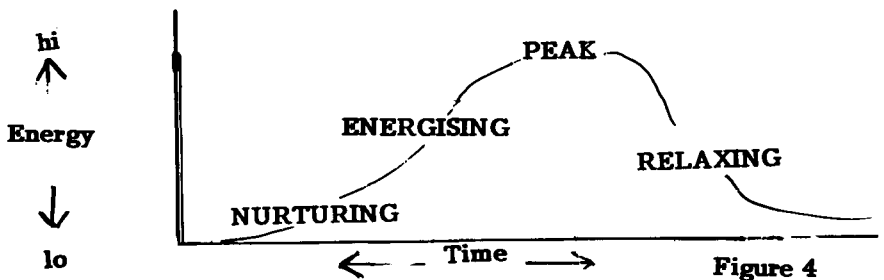 hi
PEAK
Energy
ENERGISING
RELAXING
NURTURING
lo
Time
Figure 4